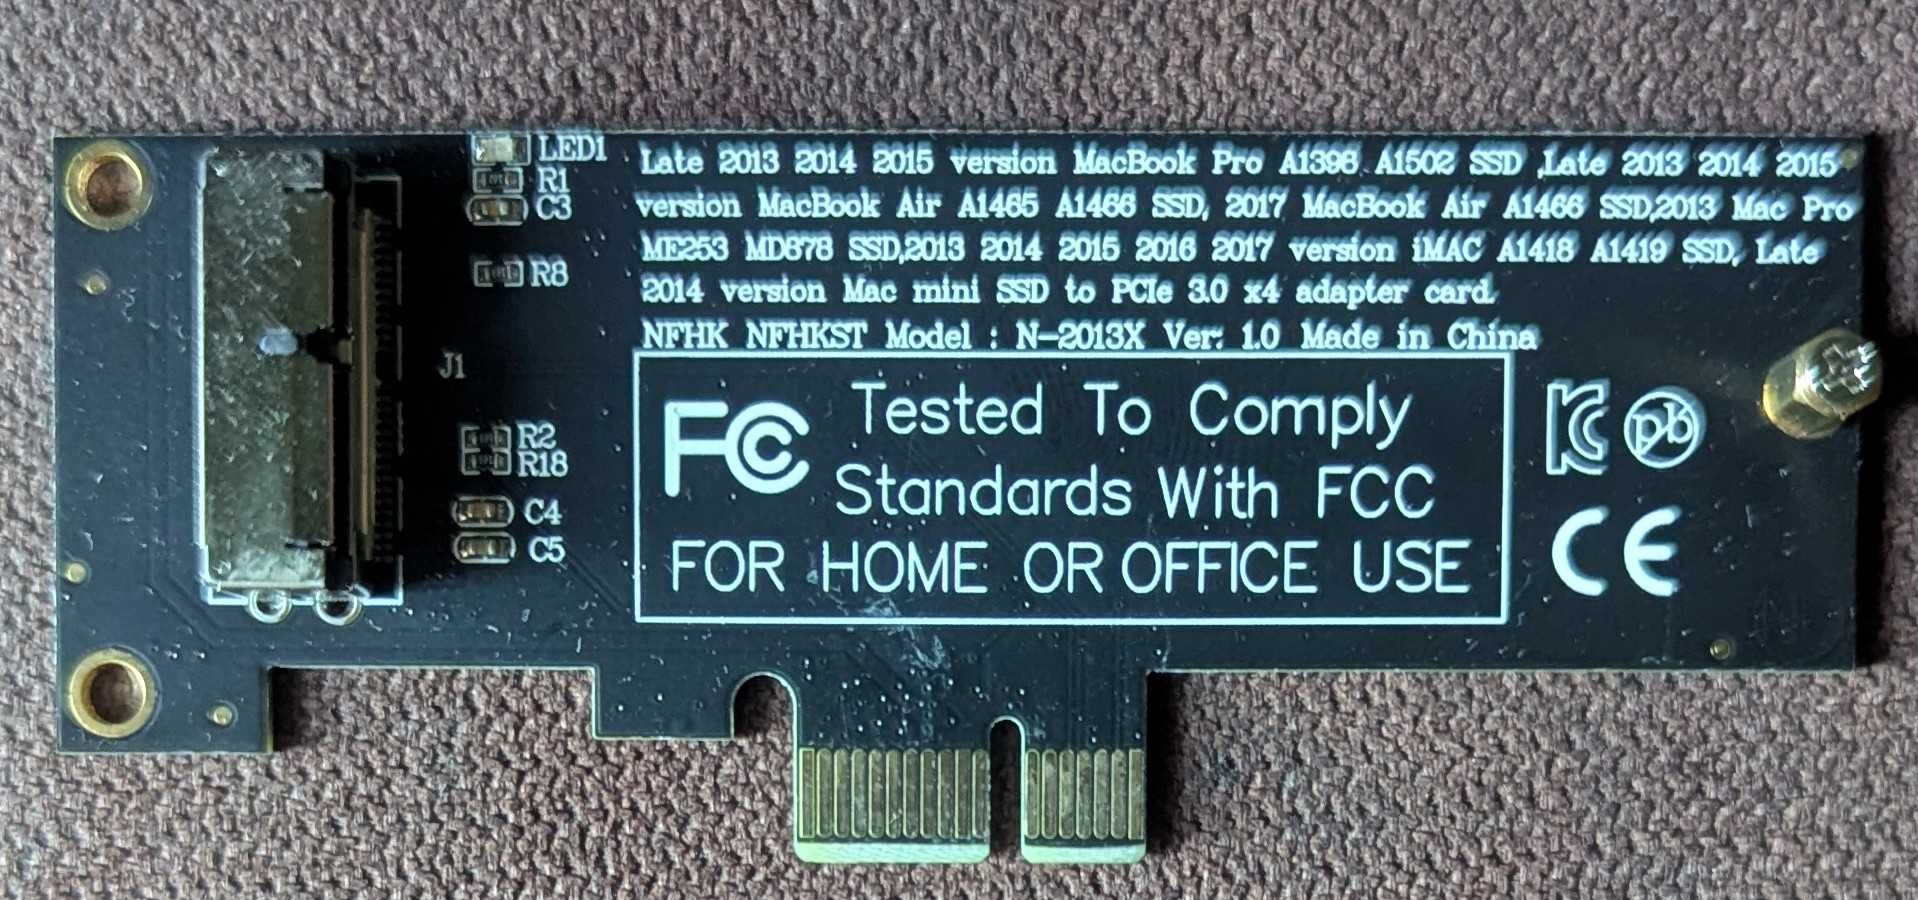 LED1
R1
C3
R8
J1
R2
R18
C4
C5
Late 2013 2014 2015 version MacBook Pro A1398 A1502 SSD ,Late 2013 2014 2015
version MacBook Air A1465 A1466 SSD, 2017 MacBook Air A1466 SSD,2013 Mac Pro
ME253 MD878 SSD,2013 2014 2015 2016 2017 version iMAC A1418 A1419 SSD, Late
2014 version Mac mini SSD to PCIe 3.0 x4 adapter card.
NFHK NFHKST Model : N-2013X Ver: 1.0 Made in China
FC Tested To Comply
Standards With FCC
FOR HOME OR OFFICE USE
KC pb
CE